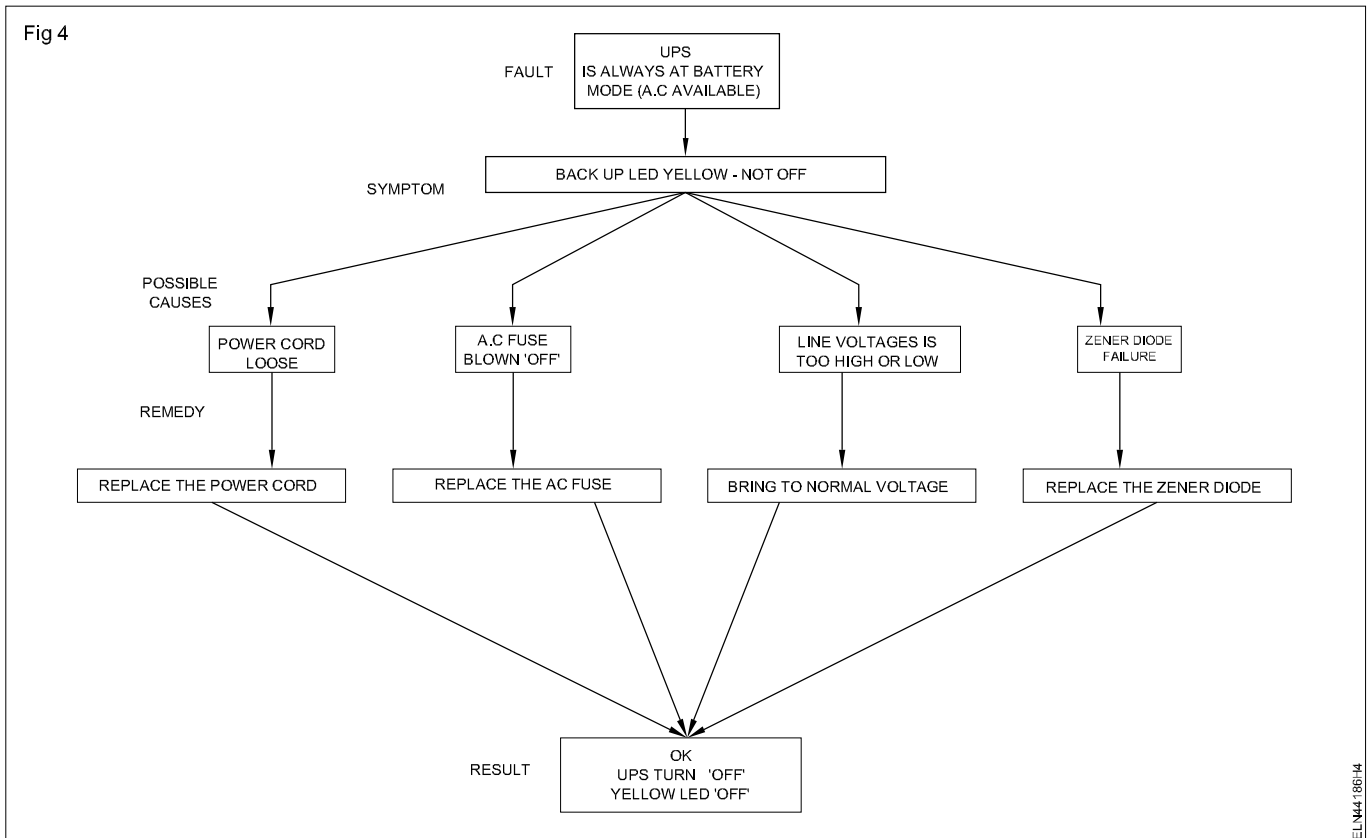 Fig 4
FAULT
UPS
IS ALWAYS AT BATTERY
MODE (A.C AVAILABLE)
SYMPTOM
BACK UP LED YELLOW - NOT OFF
POSSIBLE
CAUSES
POWER CORD
LOOSE
A.C FUSE
BLOWN 'OFF'
LINE VOLTAGES IS
TOO HIGH OR LOW
ZENER DIODE
FAILURE
REMEDY
REPLACE THE POWER CORD
REPLACE THE AC FUSE
BRING TO NORMAL VOLTAGE
REPLACE THE ZENER DIODE
RESULT
OK
UPS TURN 'OFF'
YELLOW LED 'OFF'
ELN44186H4